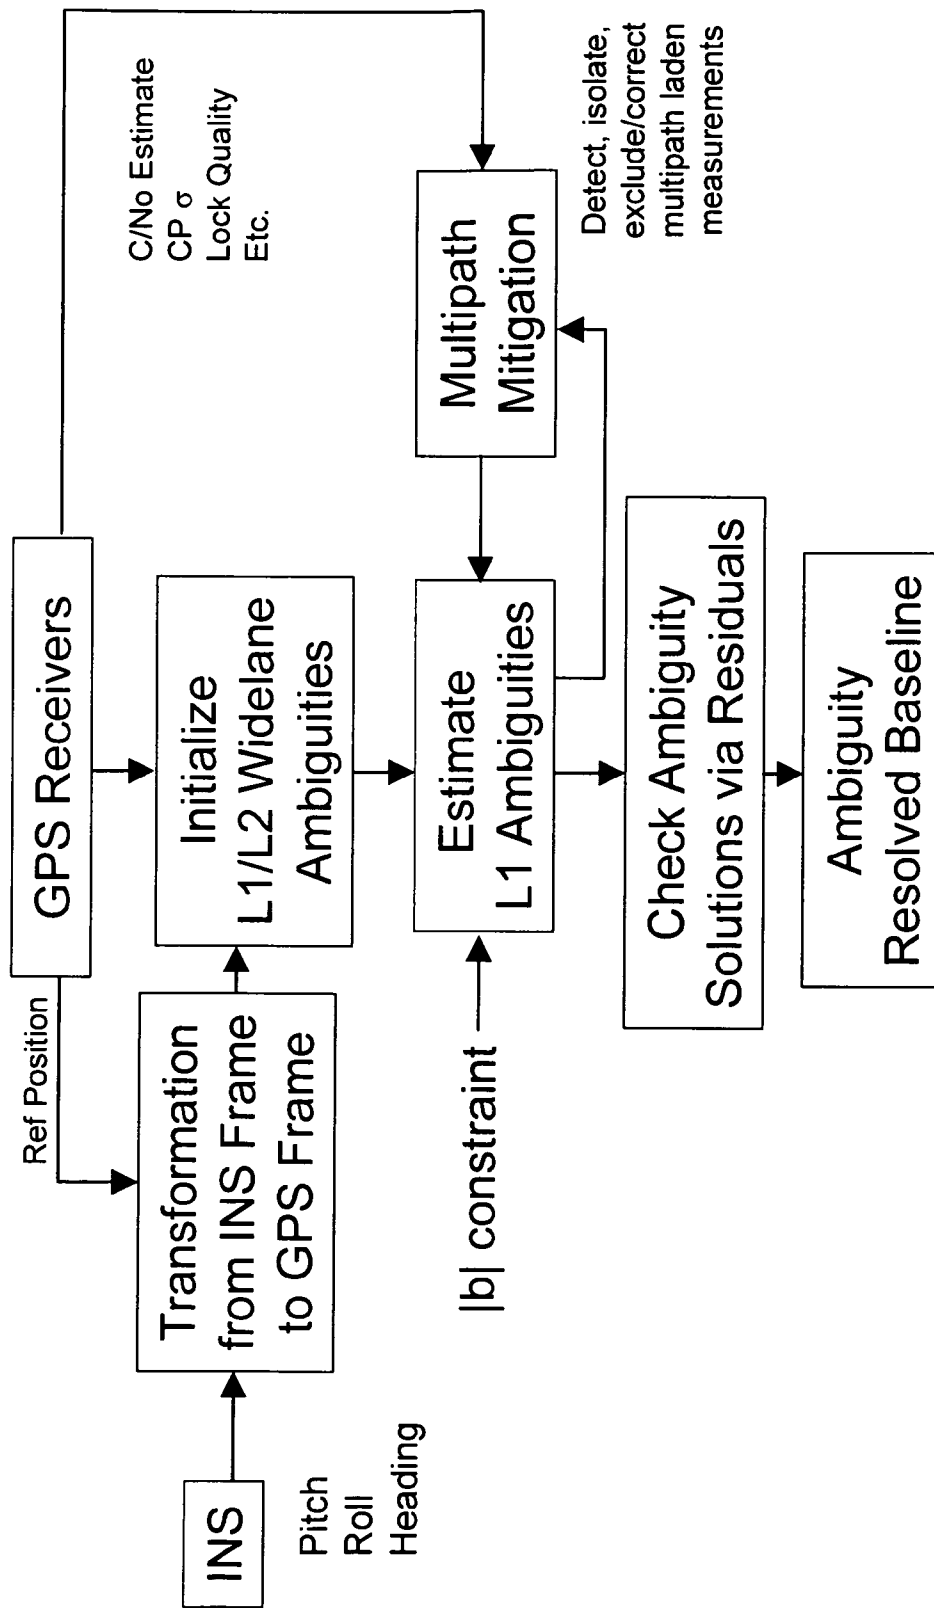 GPS Receivers
Ref Position
C/No Estimate
CP σ
Lock Quality
Etc.
INS
Pitch
Roll
Heading
Transformation
from INS Frame
to GPS Frame
Initialize
L1/L2 Widelane
Ambiguities
|b| constraint
Estimate
L1 Ambiguities
Multipath
Mitigation
Detect, isolate,
exclude/correct
multipath laden
measurements
Check Ambiguity
Solutions via Residuals
Ambiguity
Resolved Baseline